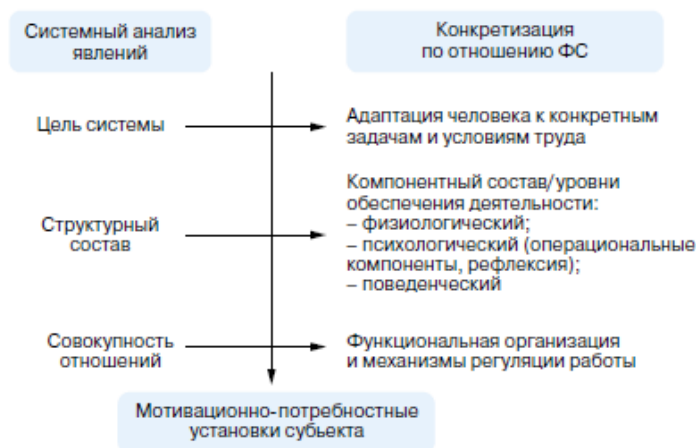 Системный анализ
явлений
Конкретизация
по отношению ФС
Цель системы
Адаптация человека к конкретным
задачам и условиям труда
Структурный
состав
Компонентный состав/уровни
обеспечения деятельности:
– физиологический;
– психологический (операциональные
компоненты, рефлексия);
– поведенческий
Совокупность
отношений
Функциональная организация
и механизмы регуляции работы
Мотивационно-потребностные
установки субъекта